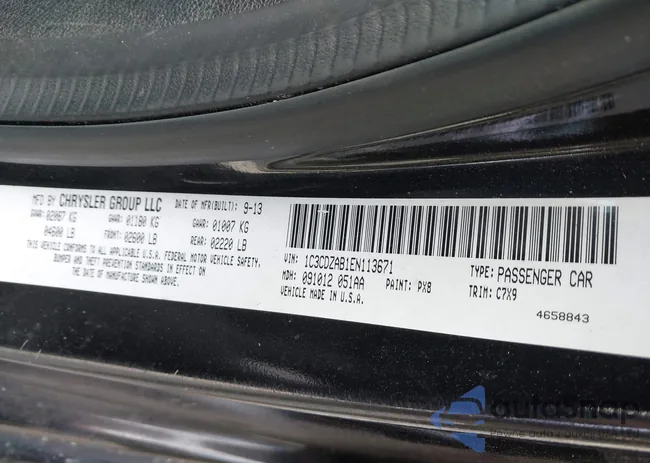 MFD BY CHRYSLER GROUP LLC DATE OF MFR(BUILT): 9-13
GVWR: 02087 KG GAWR: 01180 KG GAWR: 01007 KG
04600 LB FRONT: 02600 LB REAR: 02220 LB
THIS VEHICLE CONFORMS TO ALL APPLICABLE U.S.A. FEDERAL MOTOR VEHICLE SAFETY,
BUMPER AND THEFT PREVENTION STANDARDS IN EFFECT ON
THE DATE OF MANUFACTURE SHOWN ABOVE.
VIN: 1C3CDZAB1EN113671 TYPE: PASSENGER CAR
MDH: 091012 051AA PAINT: PX8 TRIM: C7X9
VEHICLE MADE IN U.S.A.
4658843
autosnap